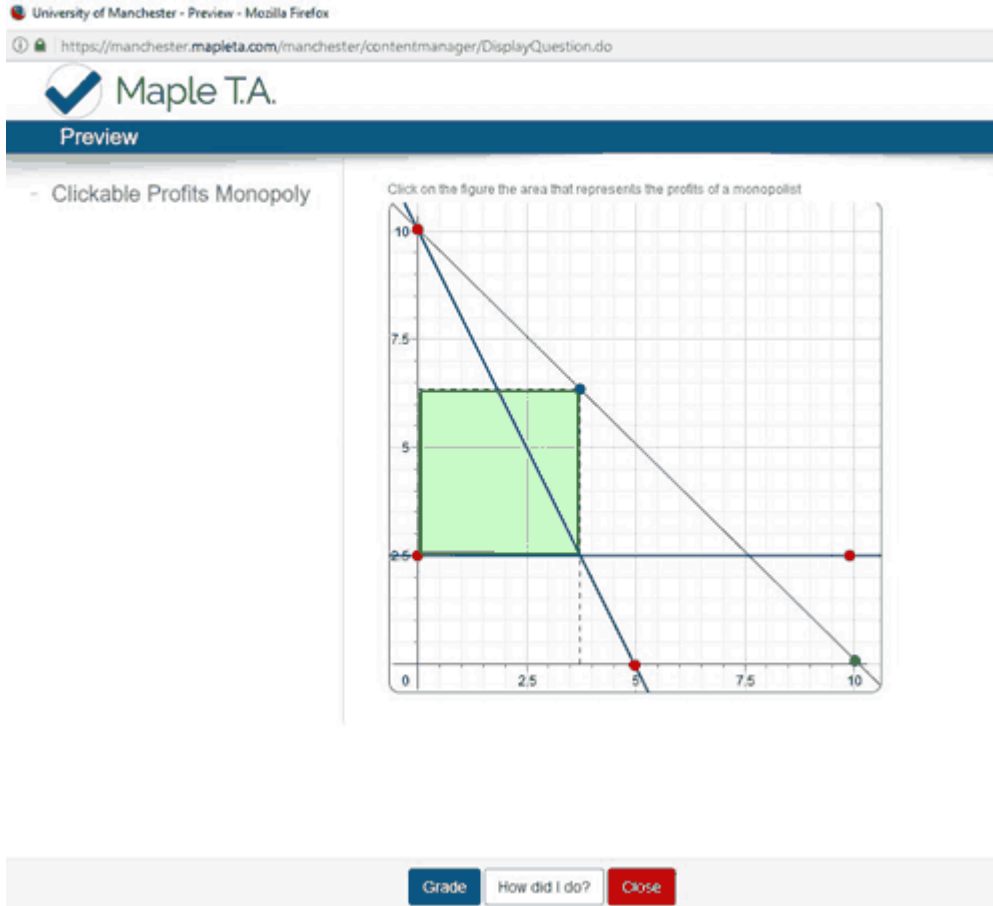 University of Manchester - Preview - Mozilla Firefox
https://manchester.mapleta.com/manchester/contentmanager/DisplayQuestion.do
Maple T.A.
Preview
- Clickable Profits Monopoly
Click on the figure the area that represents the profits of a monopolist
10
7.5
5
2.5
0 2.5 5 7.5 10
Grade How did I do? Close